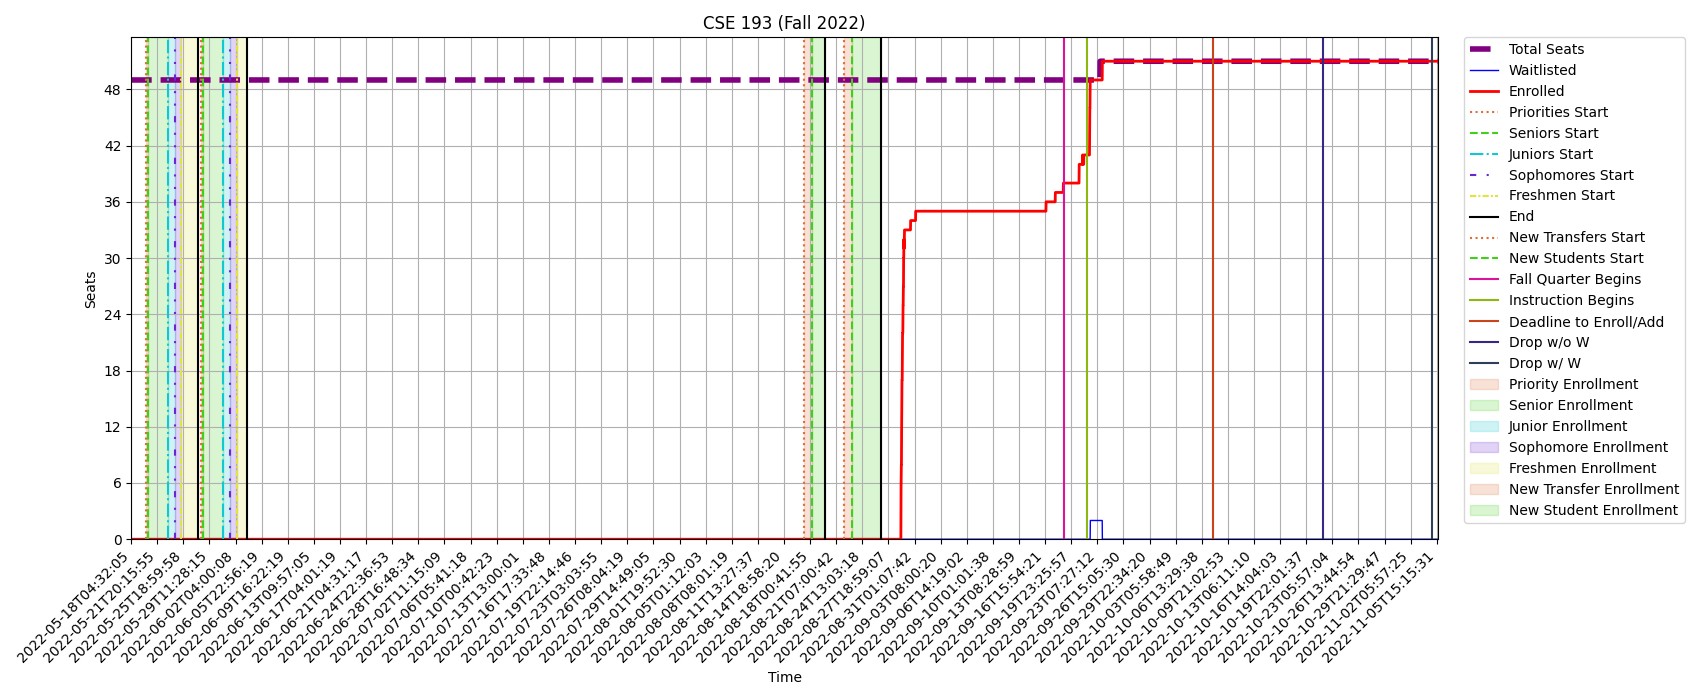 CSE 193 (Fall 2022)
Seats
48
42
36
30
24
18
12
6
0
2022-05-18T04:32:05
2022-05-21T20:15:55
2022-05-25T18:59:58
2022-05-29T11:28:15
2022-06-02T04:00:08
2022-06-05T22:56:19
2022-06-09T16:22:19
2022-06-13T09:57:05
2022-06-17T04:01:19
2022-06-21T04:31:17
2022-06-24T22:36:53
2022-06-28T16:48:34
2022-07-02T11:15:09
2022-07-06T05:41:18
2022-07-10T00:42:23
2022-07-13T13:00:01
2022-07-16T17:33:48
2022-07-19T22:14:46
2022-07-23T03:03:55
2022-07-26T08:04:19
2022-07-29T14:49:05
2022-08-01T19:52:30
2022-08-05T01:12:03
2022-08-08T08:01:19
2022-08-11T13:27:37
2022-08-14T18:58:20
2022-08-18T00:41:55
2022-08-21T07:00:42
2022-08-24T13:03:18
2022-08-27T18:59:07
2022-08-31T01:07:42
2022-09-03T08:00:20
2022-09-06T14:19:02
2022-09-10T01:01:38
2022-09-13T08:28:59
2022-09-16T15:54:21
2022-09-19T23:25:57
2022-09-23T07:27:12
2022-09-26T15:05:30
2022-09-29T22:34:20
2022-10-03T05:58:49
2022-10-06T13:29:38
2022-10-09T21:02:53
2022-10-13T06:11:10
2022-10-16T14:04:03
2022-10-19T22:01:37
2022-10-23T05:57:04
2022-10-26T13:44:54
2022-10-29T21:29:47
2022-11-02T05:57:25
2022-11-05T15:15:31
Time
Total Seats
Waitlisted
Enrolled
Priorities Start
Seniors Start
Juniors Start
Sophomores Start
Freshmen Start
End
New Transfers Start
New Students Start
Fall Quarter Begins
Instruction Begins
Deadline to Enroll/Add
Drop w/o W
Drop w/ W
Priority Enrollment
Senior Enrollment
Junior Enrollment
Sophomore Enrollment
Freshmen Enrollment
New Transfer Enrollment
New Student Enrollment